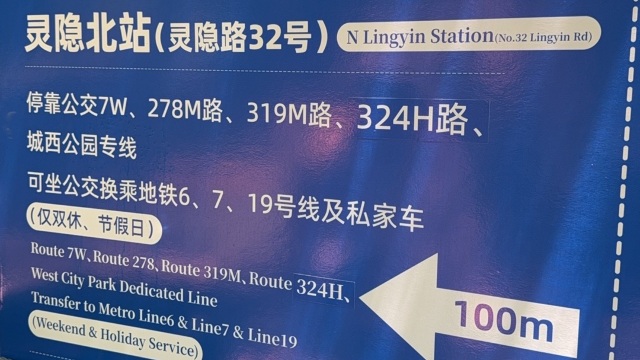 灵隐北站(灵隐路32号)
N Lingyin Station(No.32 Lingyin Rd)
停靠公交7W、278M路、319M路、324H路、
城西公园专线
可坐公交换乘地铁6、7、19号线及私家车
(仅双休、节假日)
Route 7W、Route 278、Route 319M、Route 324H、
West City Park Dedicated Line
Transfer to Metro Line6 & Line7 & Line19
(Weekend & Holiday Service)
100m